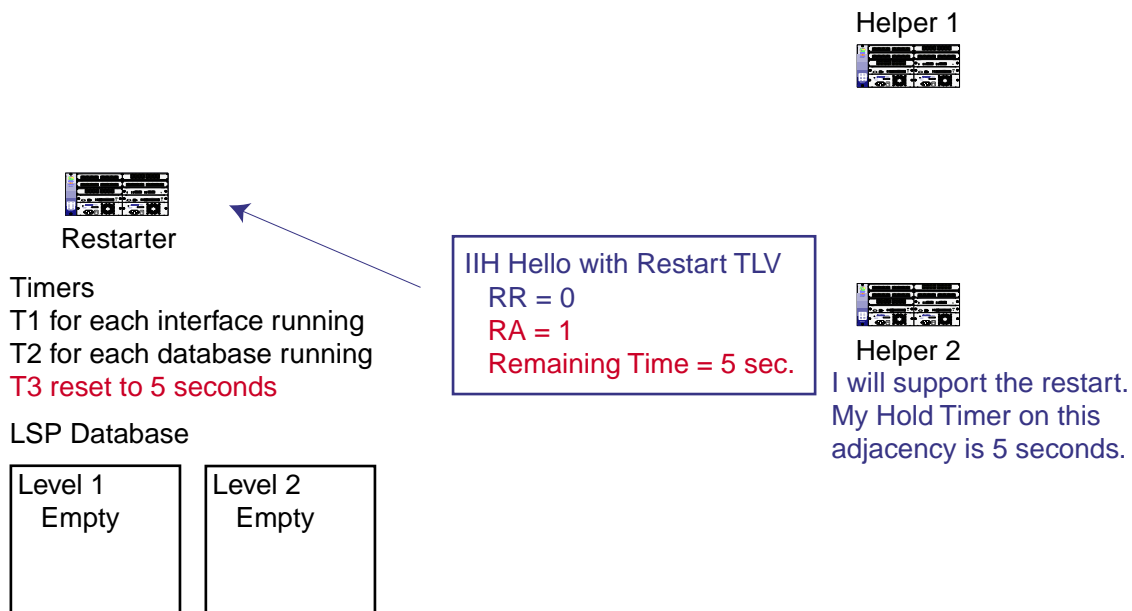 Helper 1
Restarter
IIH Hello with Restart TLV
RR = 0
RA = 1
Remaining Time = 5 sec.
Timers
T1 for each interface running
T2 for each database running
T3 reset to 5 seconds
Helper 2
I will support the restart.
My Hold Timer on this
adjacency is 5 seconds.
LSP Database
Level 1
Empty
Level 2
Empty